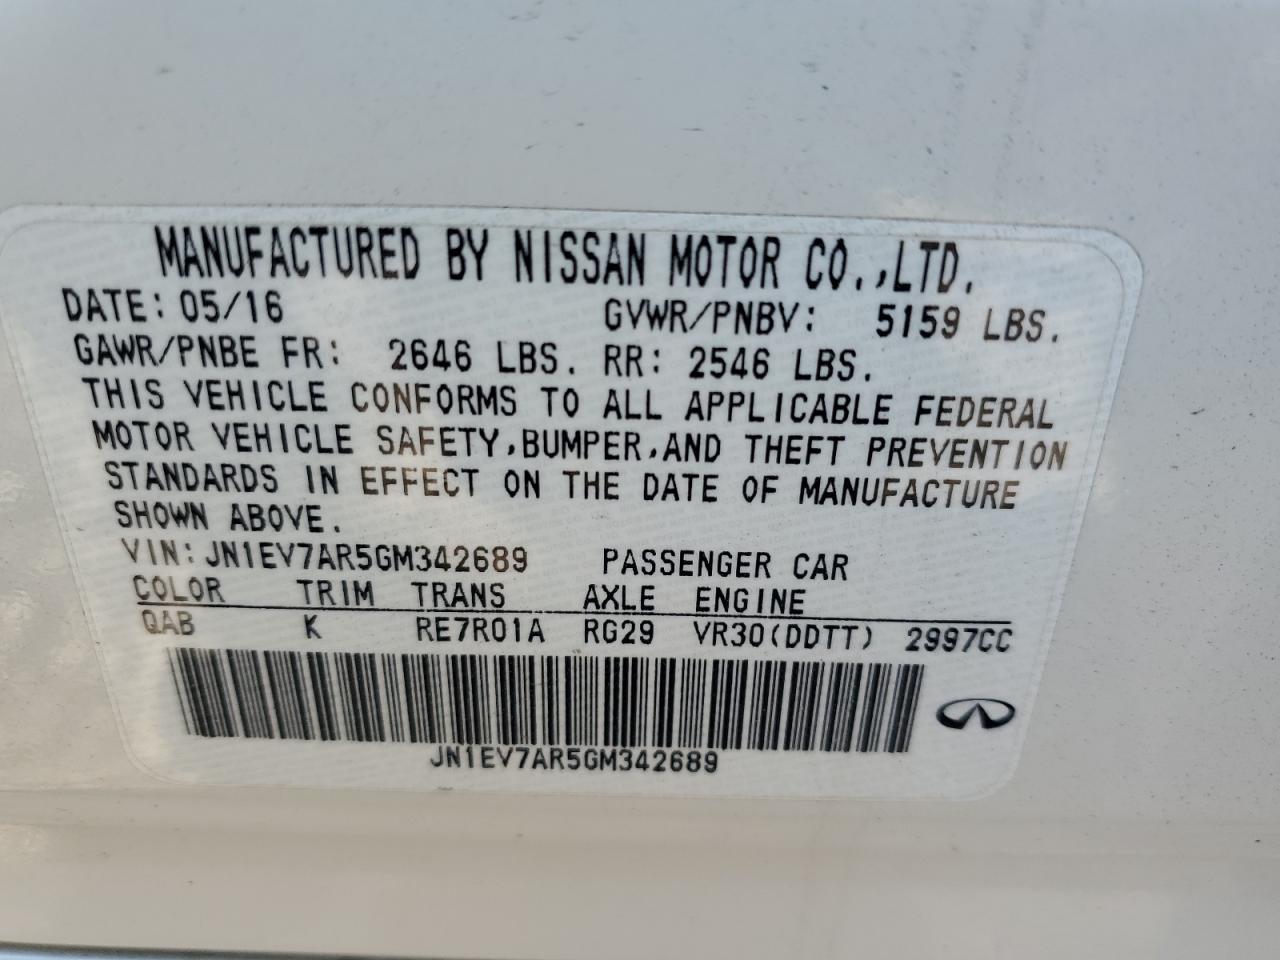 MANUFACTURED BY NISSAN MOTOR CO.,LTD.
DATE: 05/16 GVWR/PNBV: 5159 LBS.
GAWR/PNBE FR: 2646 LBS. RR: 2546 LBS.
THIS VEHICLE CONFORMS TO ALL APPLICABLE FEDERAL
MOTOR VEHICLE SAFETY,BUMPER,AND THEFT PREVENTION
STANDARDS IN EFFECT ON THE DATE OF MANUFACTURE
SHOWN ABOVE.
VIN: JN1EV7AR5GM342689 PASSENGER CAR
COLOR TRIM TRANS AXLE ENGINE
QAB K RE7R01A RG29 VR30(DDTT) 2997CC
JN1EV7AR5GM342689